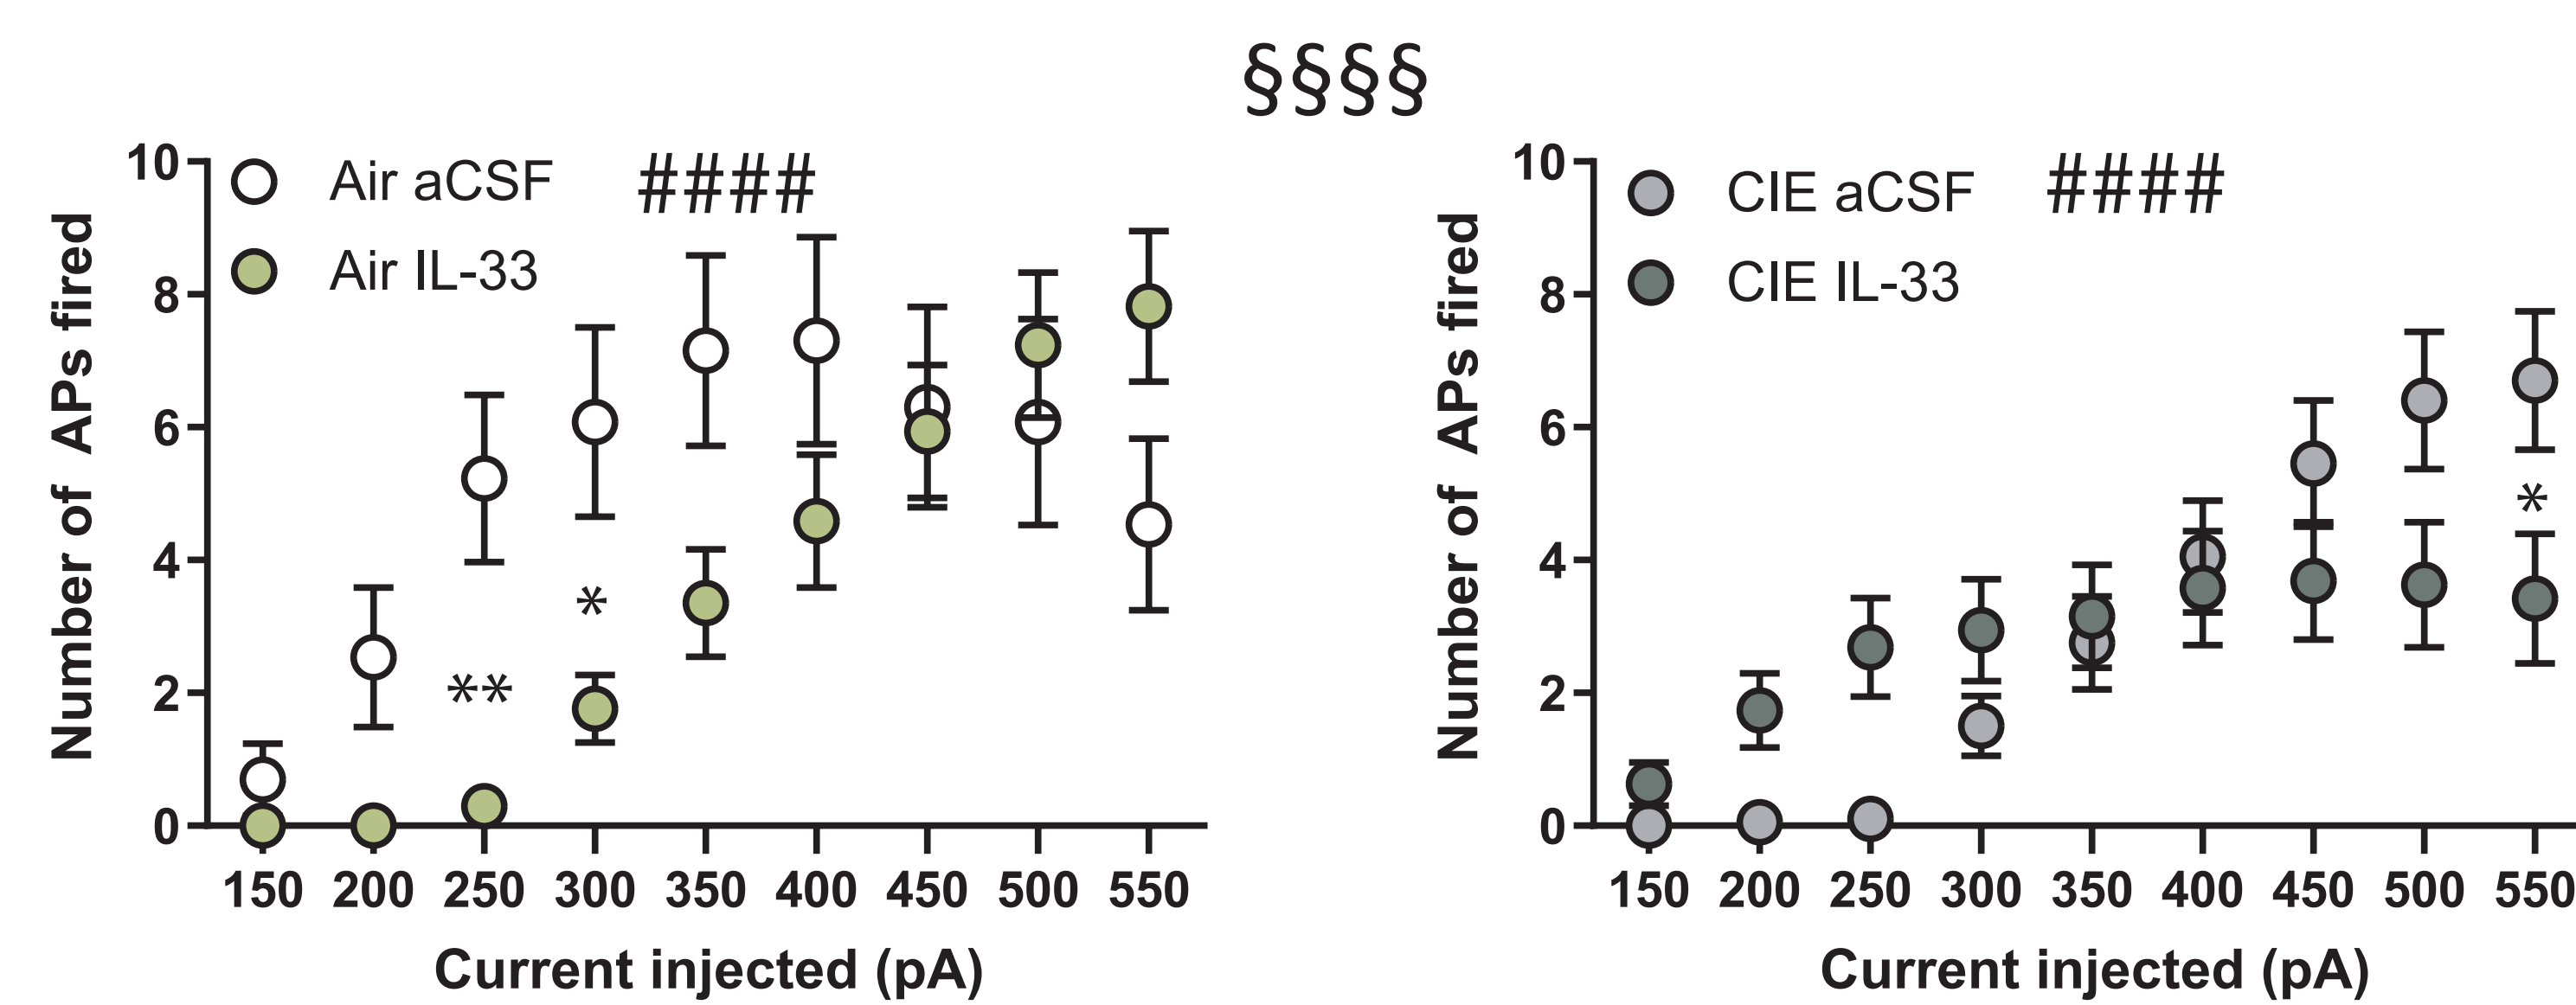 §§§§
Number of APs fired
10
8
6
4
2
0
Air aCSF
Air IL-33
####
*
**
150 200 250 300 350 400 450 500 550
Current injected (pA)
Number of APs fired
10
8
6
4
2
0
CIE aCSF
CIE IL-33
####
*
150 200 250 300 350 400 450 500 550
Current injected (pA)